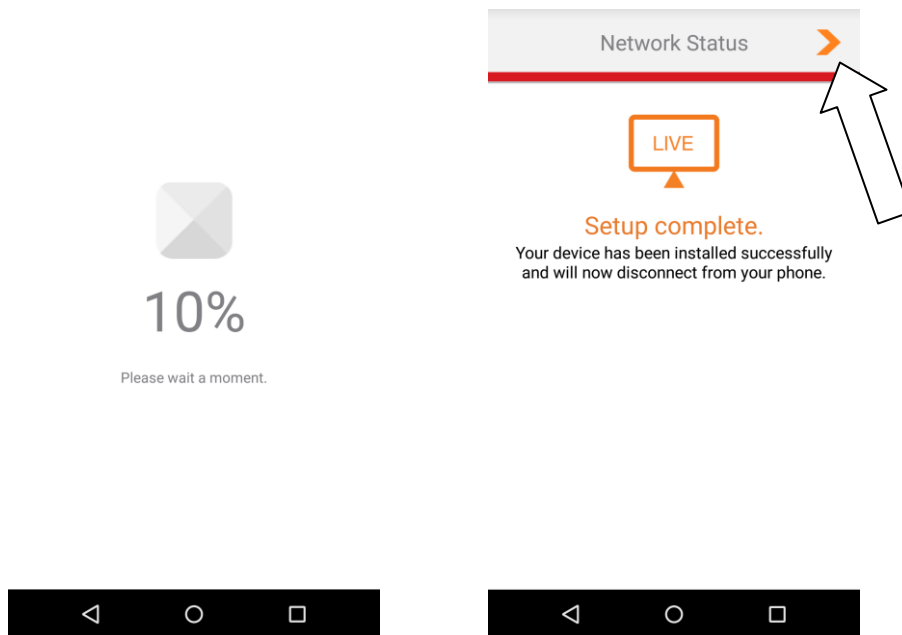 10%
Please wait a moment.
Network Status
LIVE
Setup complete.
Your device has been installed successfully
and will now disconnect from your phone.